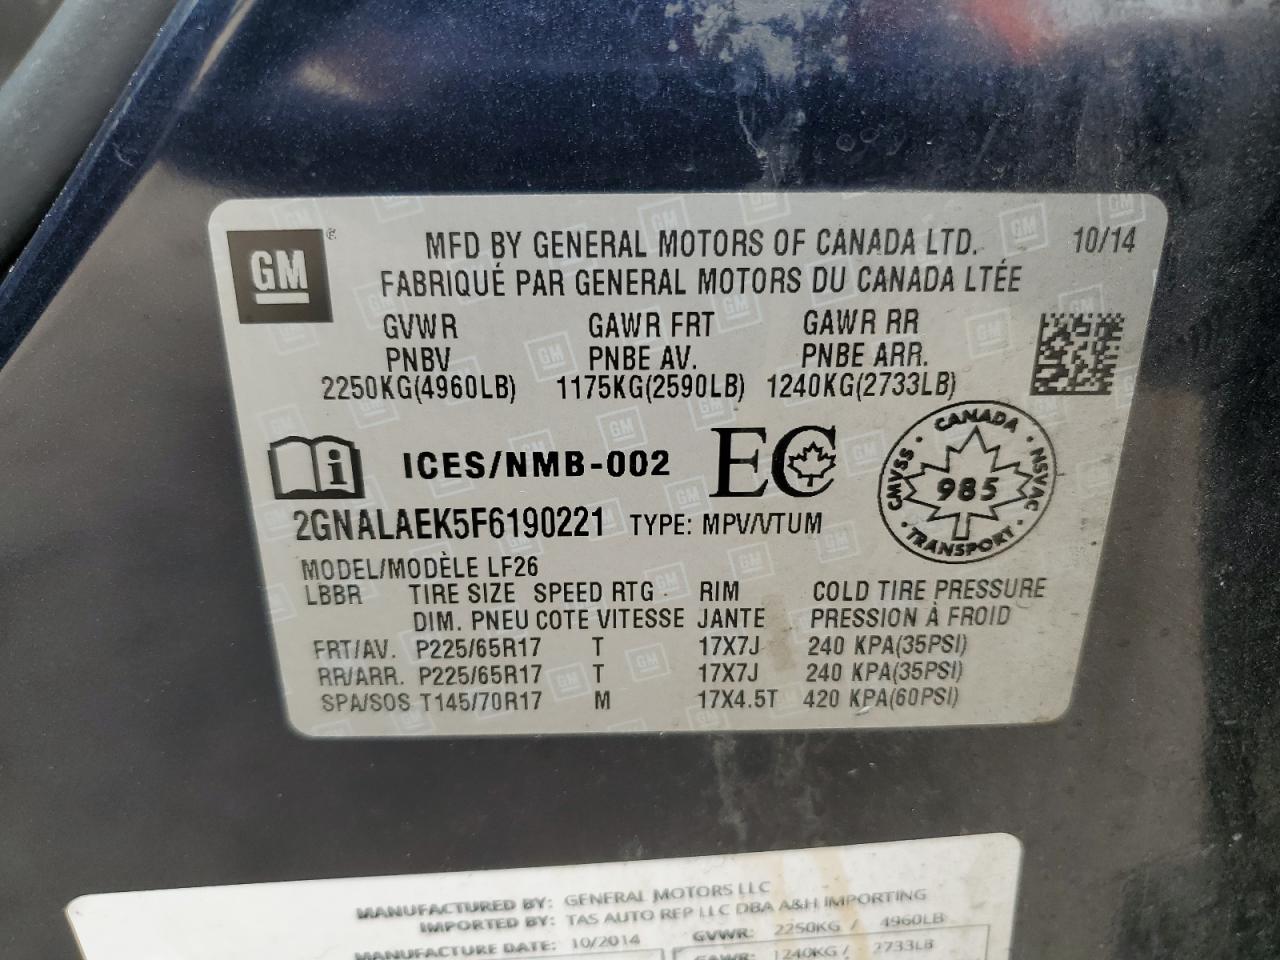 GM ® MFD BY GENERAL MOTORS OF CANADA LTD. 10/14
FABRIQUÉ PAR GENERAL MOTORS DU CANADA LTÉE
GVWR GAWR FRT GAWR RR
PNBV PNBE AV. PNBE ARR.
2250KG(4960LB) 1175KG(2590LB) 1240KG(2733LB)
ICES/NMB-002 EC
CANADA CMVSS 985 NSVAC TRANSPORT
2GNALAEK5F6190221 TYPE: MPV/VTUM
MODEL/MODÈLE LF26
LBBR TIRE SIZE SPEED RTG RIM COLD TIRE PRESSURE
DIM. PNEU COTE VITESSE JANTE PRESSION À FROID
FRT/AV. P225/65R17 T 17X7J 240 KPA(35PSI)
RR/ARR. P225/65R17 T 17X7J 240 KPA(35PSI)
SPA/SOS T145/70R17 M 17X4.5T 420 KPA(60PSI)
MANUFACTURED BY: GENERAL MOTORS LLC
IMPORTED BY: TAS AUTO REP LLC DBA A&H IMPORTING
MANUFACTURE DATE: 10/2014 GVWR: 2250KG / 4960LB
GAWR: 1240KG / 2733LB